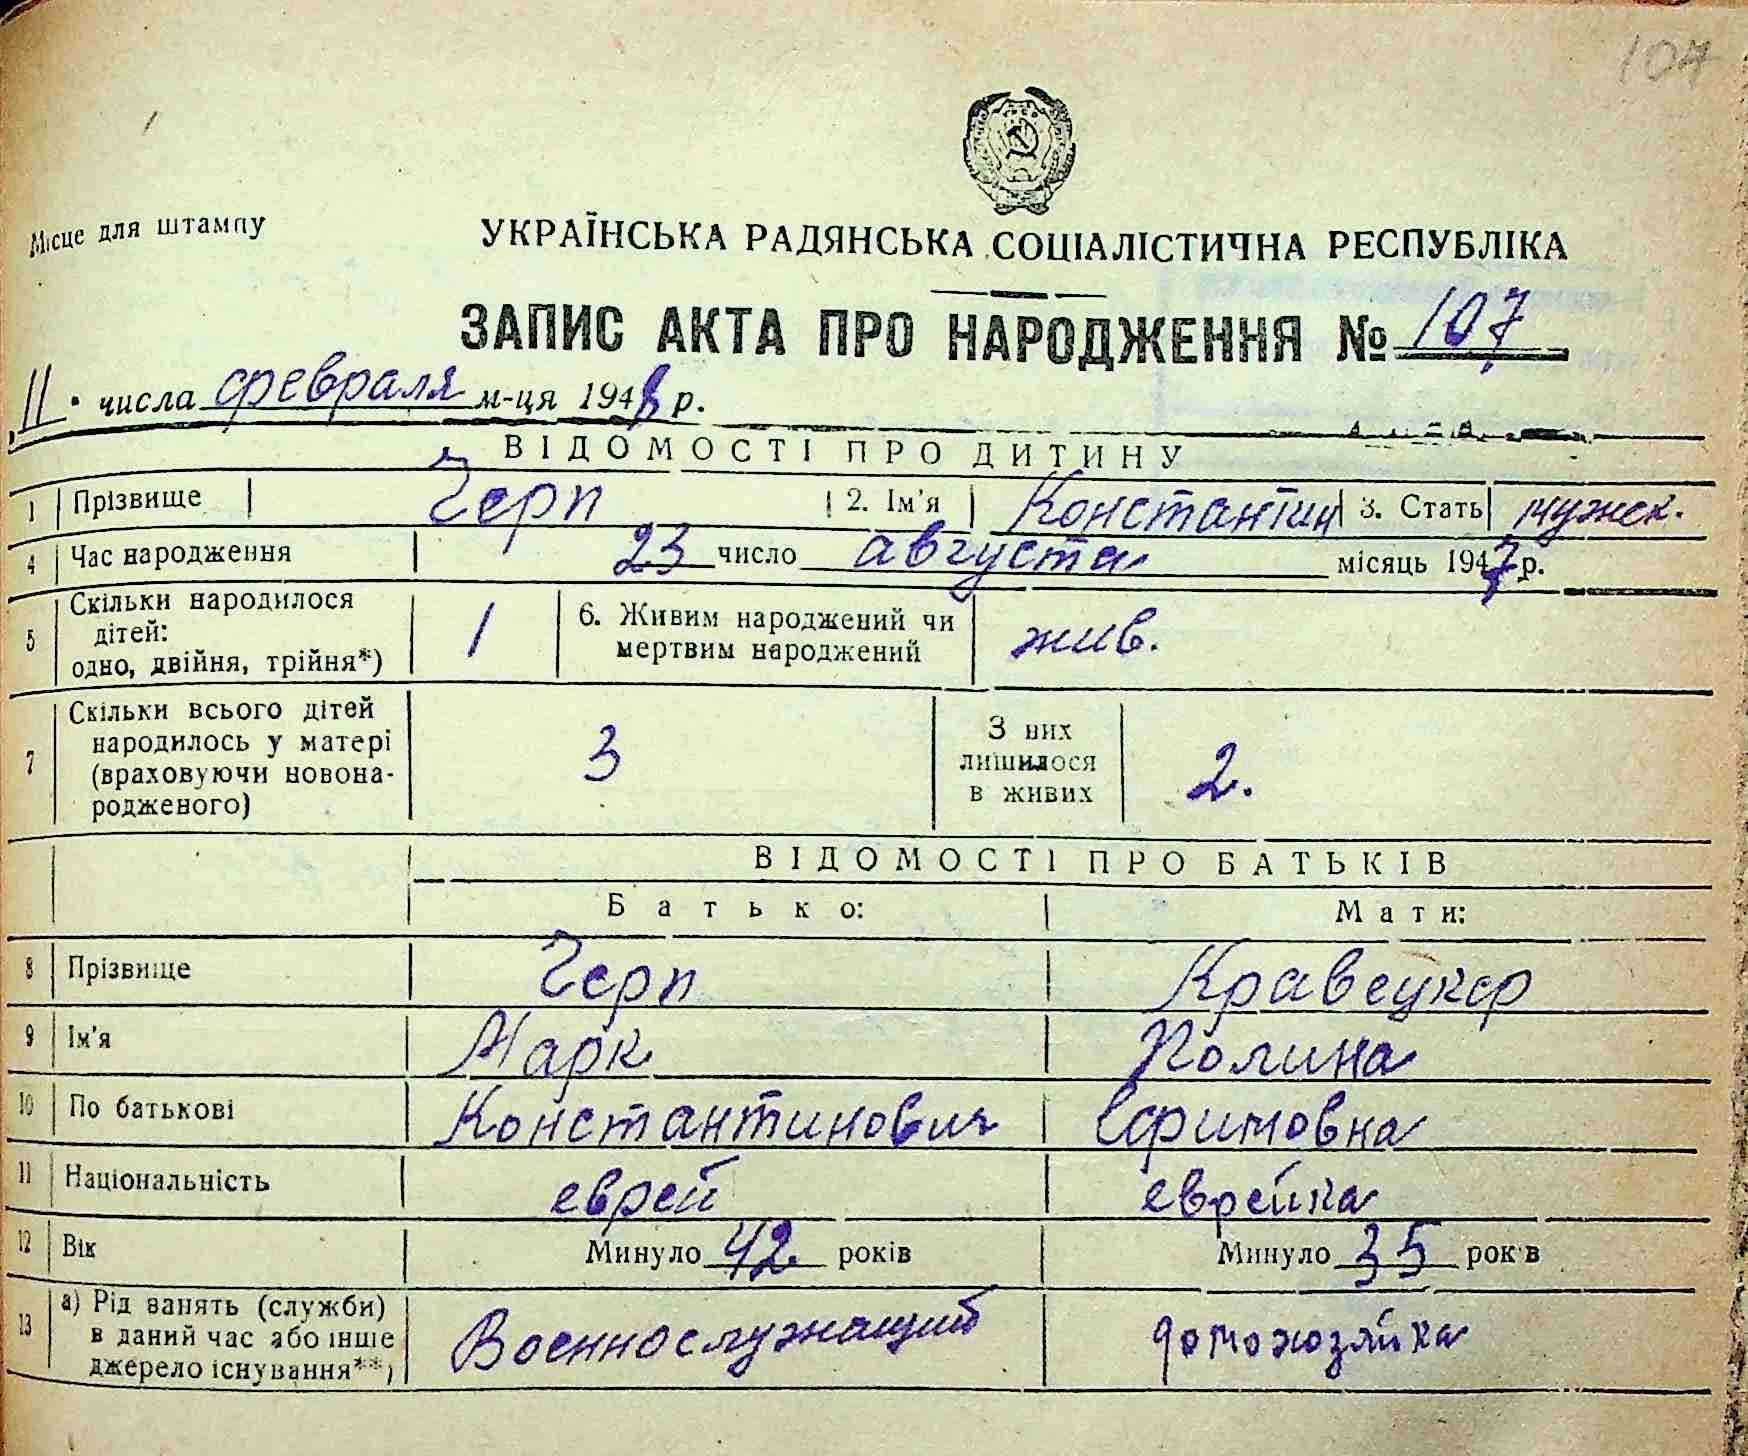 107
Місце для штампу
УКРАЇНСЬКА РАДЯНСЬКА СОЦІАЛІСТИЧНА РЕСПУБЛІКА
ЗАПИС АКТА ПРО НАРОДЖЕННЯ № 107
11 числа февраля м-ця 1948 р.
ВІДОМОСТІ ПРО ДИТИНУ
1 Прізвище Черп 2. Ім'я Константин 3. Стать мужск.
4 Час народження 23 число августа місяць 1947 р.
5 Скільки народилося дітей: одно, двійня, трійня*) 1 6. Живим народжений чи мертвим народжений жив.
7 Скільки всього дітей народилось у матері (враховуючи новонародженого) 3 З них лишилося в живих 2.
ВІДОМОСТІ ПРО БАТЬКІВ
Батько: Мати:
8 Прізвище Черп Кравецкер
9 Ім'я Марк Полина
10 По батькові Константинович Ефимовна
11 Національність еврей еврейка
12 Вік Минуло 42 років Минуло 35 років
13 а) Рід занять (служби) в даний час або інше джерело існування**) Военнослужащий домохозяйка